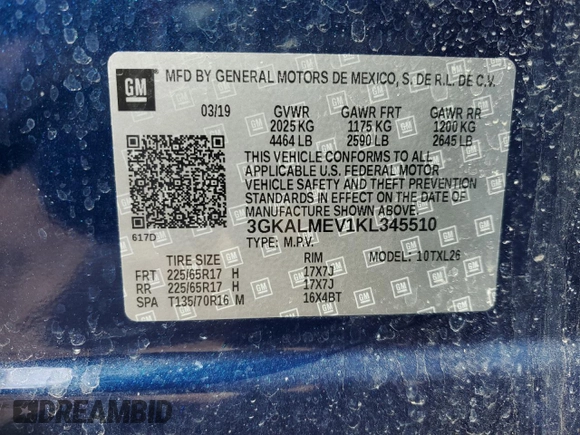 GM
MFD BY GENERAL MOTORS DE MEXICO, S. DE R.L. DE C.V.
03/19 GVWR GAWR FRT GAWR RR
2025 KG 1175 KG 1200 KG
4464 LB 2590 LB 2645 LB
THIS VEHICLE CONFORMS TO ALL
APPLICABLE U.S. FEDERAL MOTOR
VEHICLE SAFETY AND THEFT PREVENTION
STANDARDS IN EFFECT ON THE DATE OF
MANUFACTURE SHOWN ABOVE.
3GKALMEV1KL345510
617D
TYPE: M.P.V. MODEL: 10TXL26
TIRE SIZE RIM
FRT 225/65R17 H 17X7J
RR 225/65R17 H 17X7J
SPA T135/70R16 M 16X4BT
DREAMBID